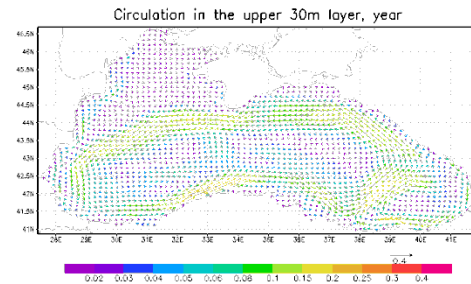 Circulation in the upper 30m layer, year
46.5N
46N
45.5N
45N
44.5N
44N
43.5N
43N
42.5N
42N
41.5N
41N
28E 29E 30E 31E 32E 33E 34E 35E 36E 37E 38E 39E 40E 41E
0.4
0.02 0.03 0.04 0.05 0.06 0.08 0.1 0.15 0.2 0.25 0.3 0.4